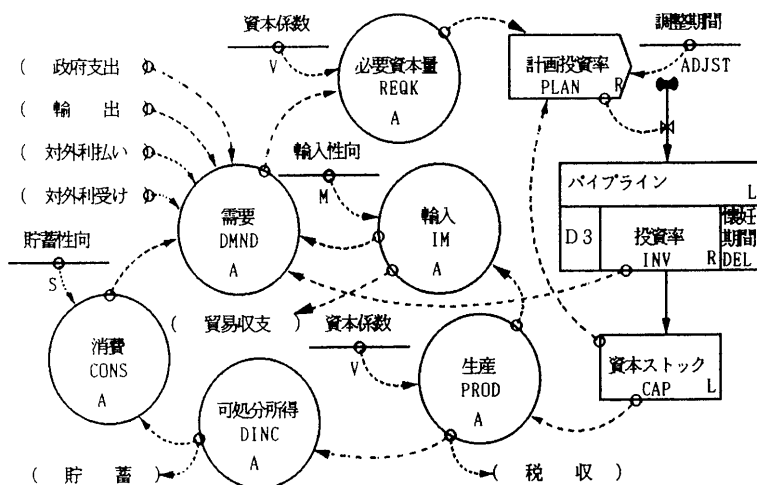 資本係数
V
必要資本量
REQK
A
計画投資率
PLAN
R
調整期間
ADJST
( 政府支出
( 輸 出
( 対外利払い
( 対外利受け
貯蓄性向
S
需要
DMND
A
輸入性向
M
輸入
IM
A
パイプライン
L
D3
投資率
INV
R
懐妊
期間
DEL
( 貿易収支 )
資本係数
V
消費
CONS
A
可処分所得
DINC
A
生産
PROD
A
資本ストック
CAP
L
( 貯 蓄 )
( 税 収 )